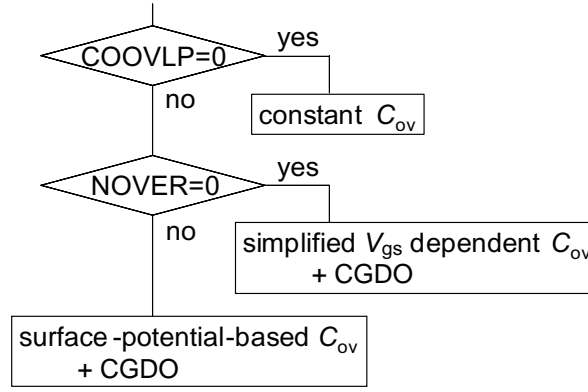 COOVLP=0
yes
no
constant Cov
NOVER=0
yes
no
simplified Vgs dependent Cov
+ CGDO
surface-potential-based Cov
+ CGDO